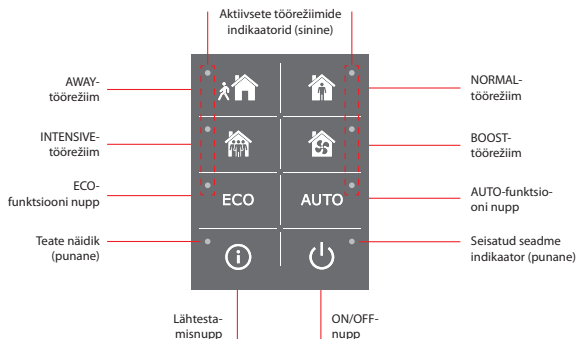 Aktiivsete töörežiimide
indikaatorid (sinine)
AWAY-
töörežiim
NORMAL-
töörežiim
INTENSIVE-
töörežiim
BOOST-
töörežiim
ECO-
funktsiooni nupp
ECO
AUTO
AUTO-funktsio-
oni nupp
Teate näidik
(punane)
Seisatud seadme
indikaator (punane)
Lähtesta-
misnupp
ON/OFF-
nupp